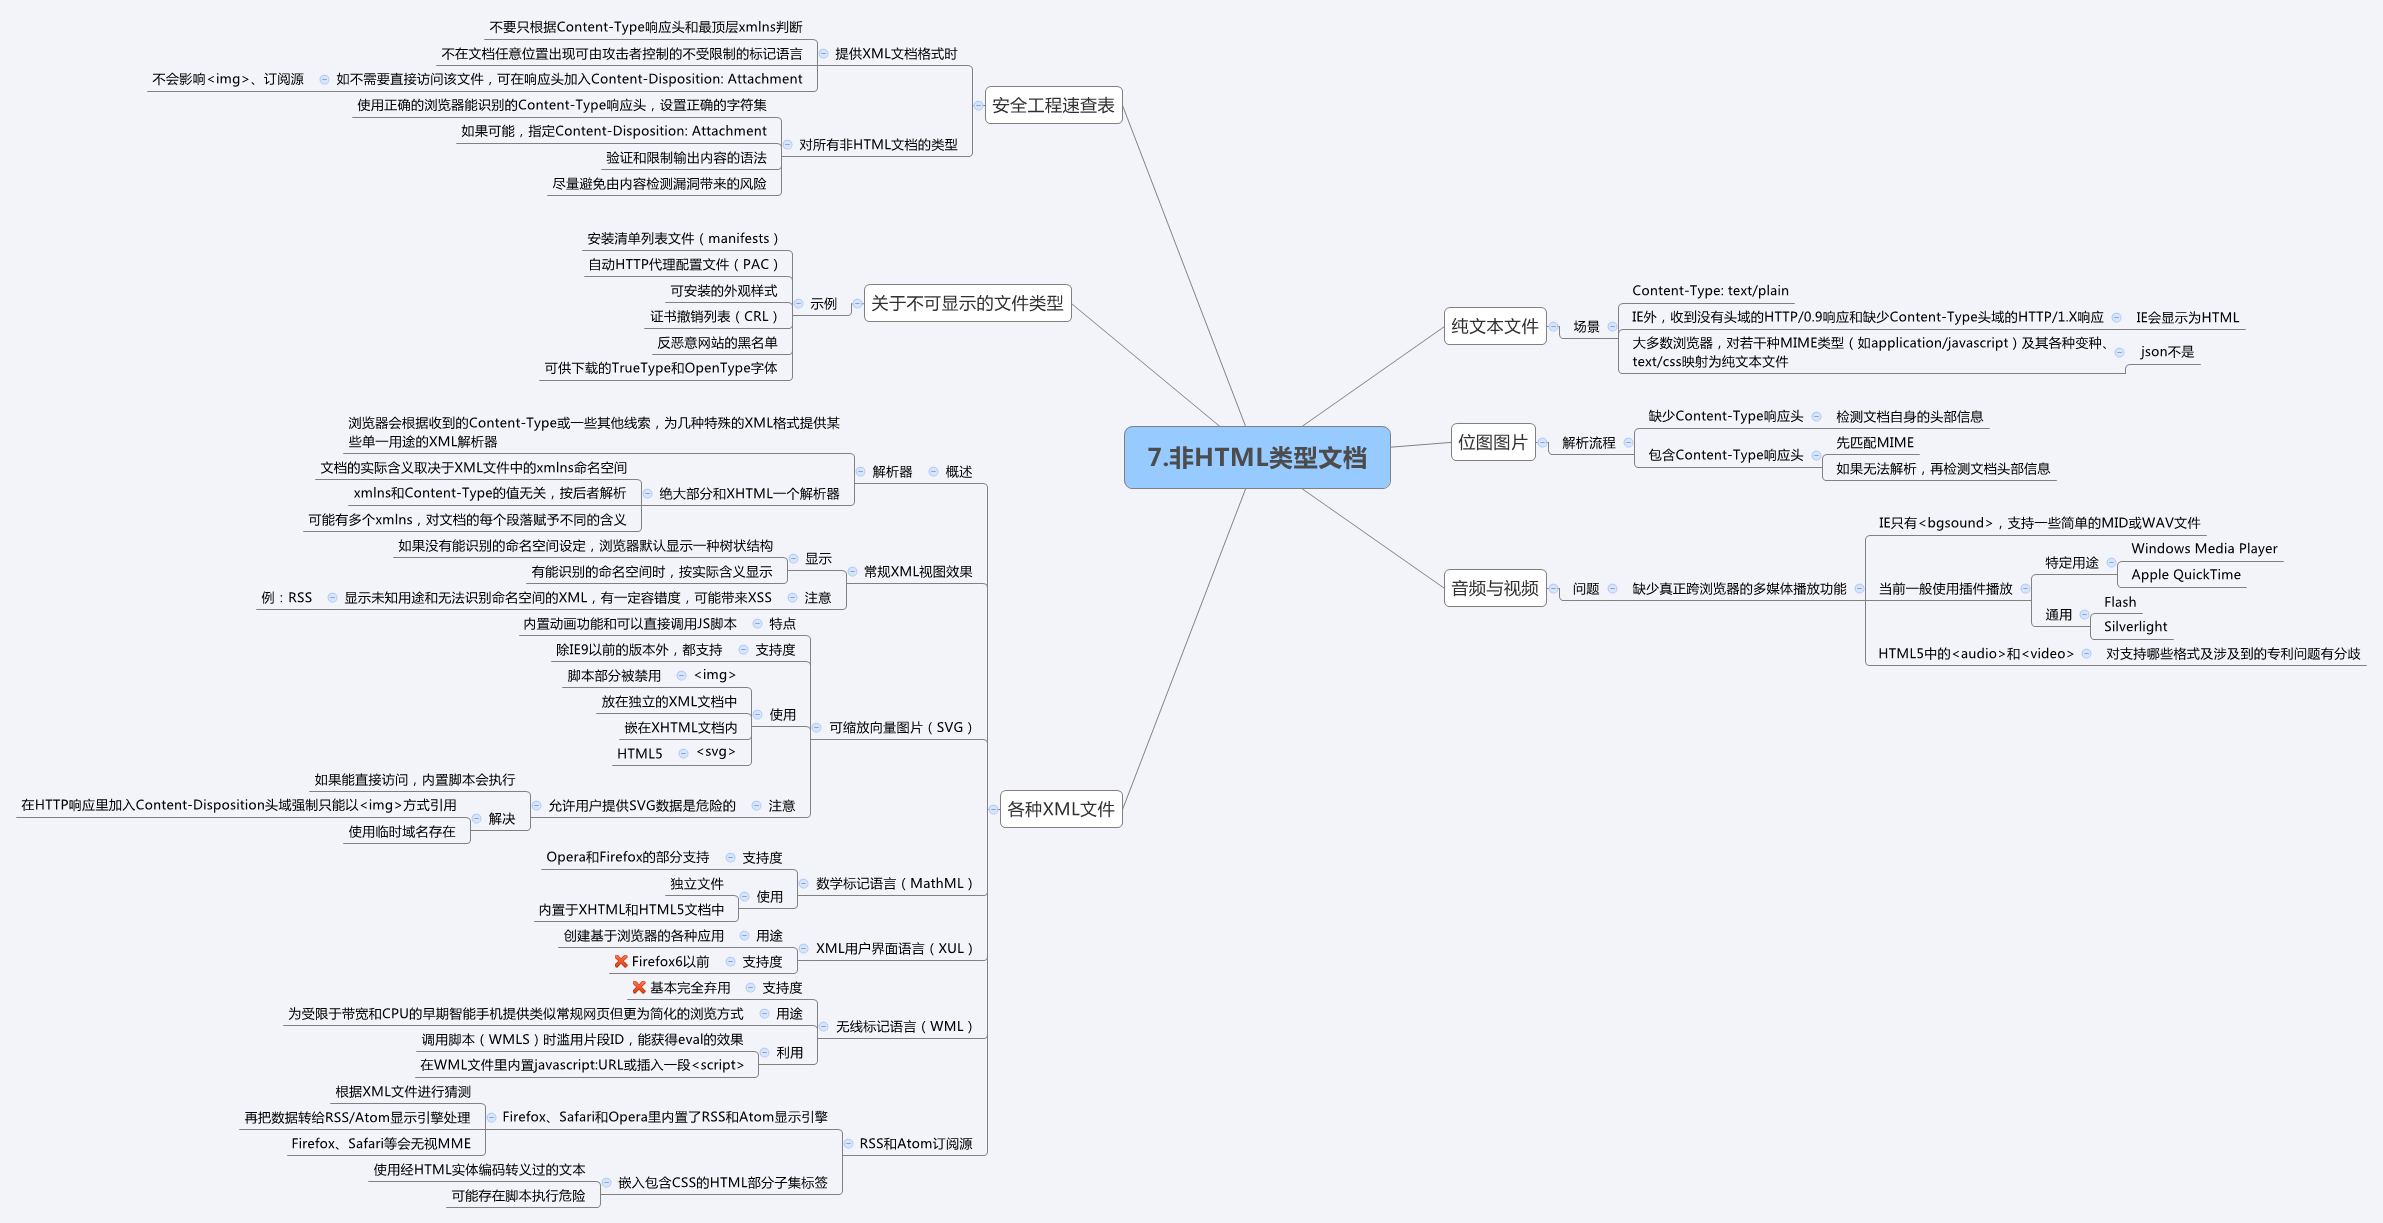 7.非HTML类型文档
纯文本文件
场景
Content-Type: text/plain
IE外，收到没有头域的HTTP/0.9响应和缺少Content-Type头域的HTTP/1.X响应
IE会显示为HTML
大多数浏览器，对若干种MIME类型（如application/javascript）及其各种变种、
text/css映射为纯文本文件
json不是
位图图片
解析流程
缺少Content-Type响应头
检测文档自身的头部信息
包含Content-Type响应头
先匹配MIME
如果无法解析，再检测文档头部信息
音频与视频
问题
缺少真正跨浏览器的多媒体播放功能
IE只有<bgsound>，支持一些简单的MID或WAV文件
当前一般使用插件播放
特定用途
Windows Media Player
Apple QuickTime
通用
Flash
Silverlight
HTML5中的<audio>和<video>
对支持哪些格式及涉及到的专利问题有分歧
安全工程速查表
提供XML文档格式时
不要只根据Content-Type响应头和最顶层xmlns判断
不在文档任意位置出现可由攻击者控制的不受限制的标记语言
如不需要直接访问该文件，可在响应头加入Content-Disposition: Attachment
不会影响<img>、订阅源
对所有非HTML文档的类型
使用正确的浏览器能识别的Content-Type响应头，设置正确的字符集
如果可能，指定Content-Disposition: Attachment
验证和限制输出内容的语法
尽量避免由内容检测漏洞带来的风险
关于不可显示的文件类型
示例
安装清单列表文件（manifests）
自动HTTP代理配置文件（PAC）
可安装的外观样式
证书撤销列表（CRL）
反恶意网站的黑名单
可供下载的TrueType和OpenType字体
各种XML文件
概述
解析器
浏览器会根据收到的Content-Type或一些其他线索，为几种特殊的XML格式提供某
些单一用途的XML解析器
绝大部分和XHTML一个解析器
文档的实际含义取决于XML文件中的xmlns命名空间
xmlns和Content-Type的值无关，按后者解析
可能有多个xmlns，对文档的每个段落赋予不同的含义
常规XML视图效果
显示
如果没有能识别的命名空间设定，浏览器默认显示一种树状结构
有能识别的命名空间时，按实际含义显示
注意
显示未知用途和无法识别命名空间的XML，有一定容错度，可能带来XSS
例：RSS
可缩放向量图片（SVG）
特点
内置动画功能和可以直接调用JS脚本
支持度
除IE9以前的版本外，都支持
使用
<img>
脚本部分被禁用
放在独立的XML文档中
嵌在XHTML文档内
<svg>
HTML5
注意
允许用户提供SVG数据是危险的
如果能直接访问，内置脚本会执行
解决
在HTTP响应里加入Content-Disposition头域强制只能以<img>方式引用
使用临时域名存在
数学标记语言（MathML）
支持度
Opera和Firefox的部分支持
使用
独立文件
内置于XHTML和HTML5文档中
XML用户界面语言（XUL）
用途
创建基于浏览器的各种应用
支持度
Firefox6以前
无线标记语言（WML）
支持度
基本完全弃用
用途
为受限于带宽和CPU的早期智能手机提供类似常规网页但更为简化的浏览方式
利用
调用脚本（WMLS）时滥用片段ID，能获得eval的效果
在WML文件里内置javascript:URL或插入一段<script>
RSS和Atom订阅源
Firefox、Safari和Opera里内置了RSS和Atom显示引擎
根据XML文件进行猜测
再把数据转给RSS/Atom显示引擎处理
Firefox、Safari等会无视MME
嵌入包含CSS的HTML部分子集标签
使用经HTML实体编码转义过的文本
可能存在脚本执行危险